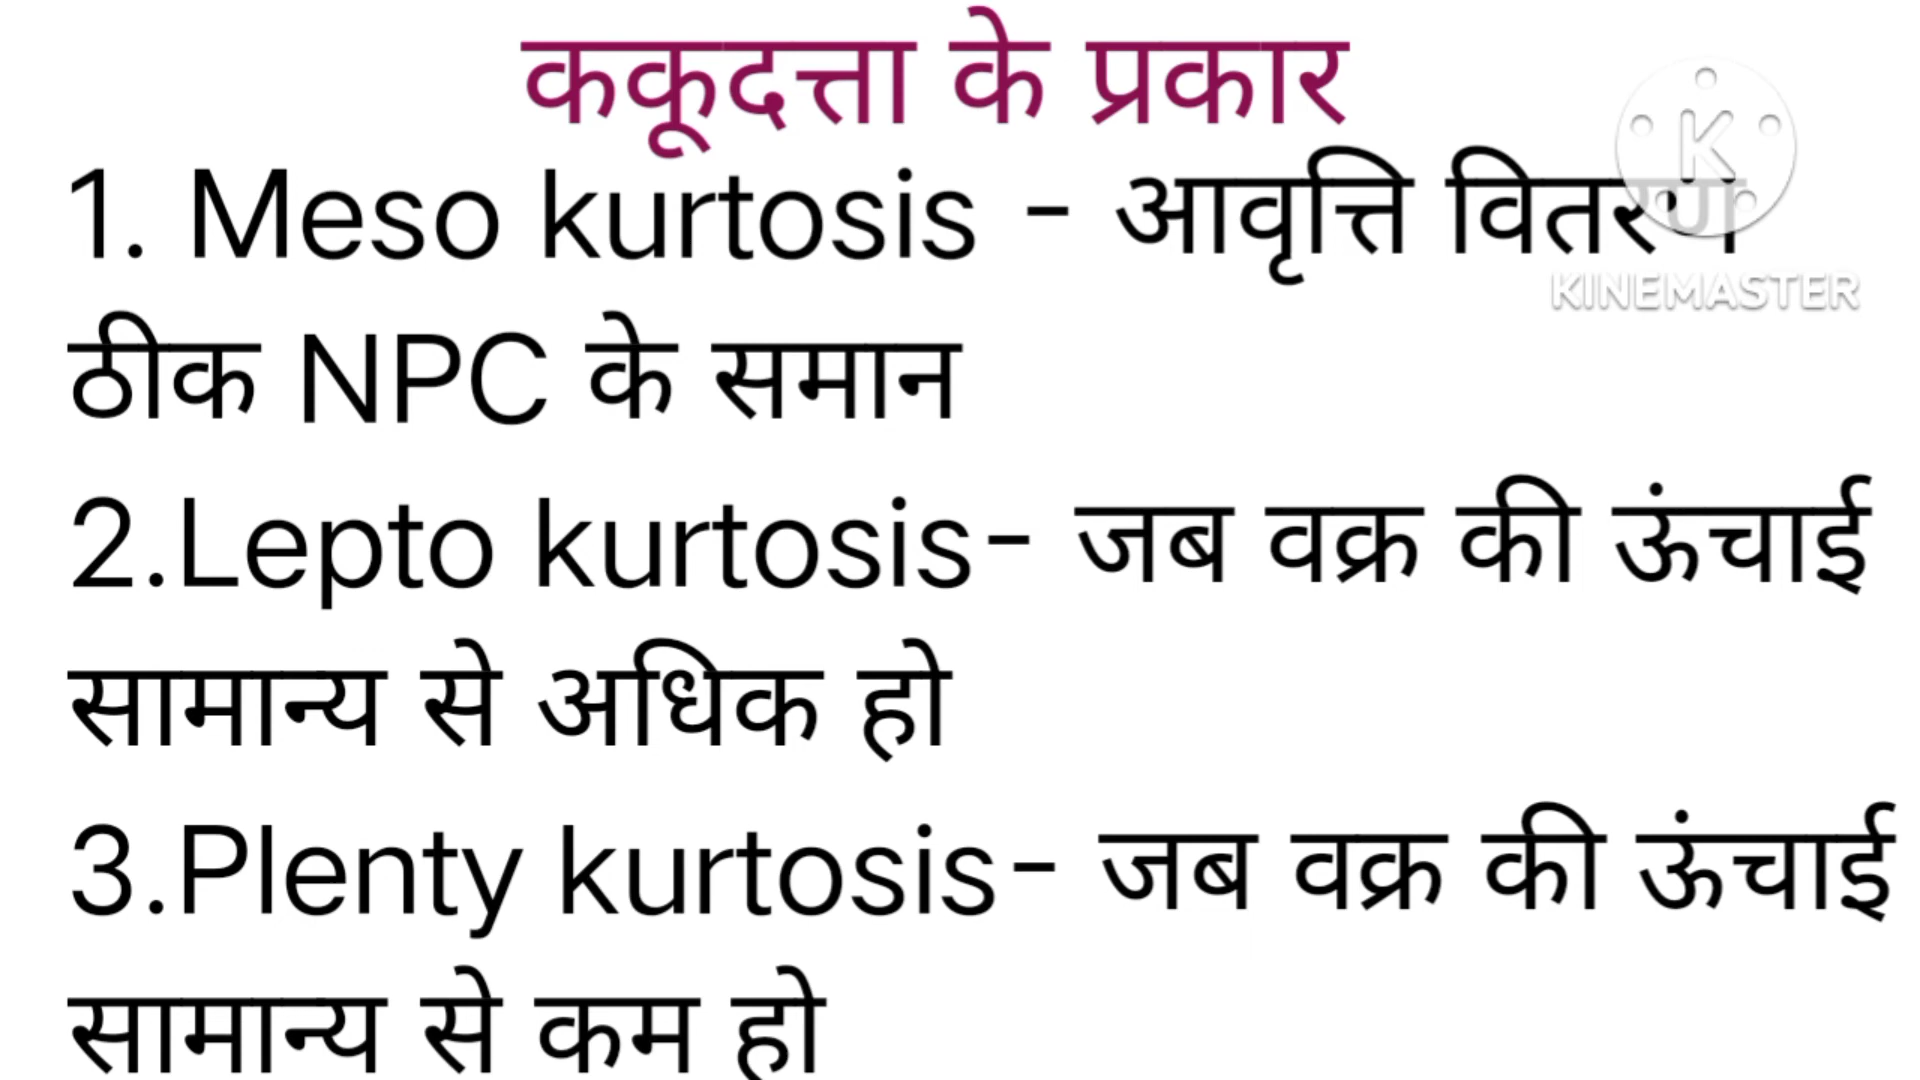 ककूदत्ता के प्रकार
1. Meso kurtosis - आवृत्ति वितरण
K
KINEMASTER
ठीक NPC के समान
2.Lepto kurtosis- जब वक्र की ऊंचाई
सामान्य से अधिक हो
3.Plenty kurtosis- जब वक्र की ऊंचाई
सामान्य से कम हो